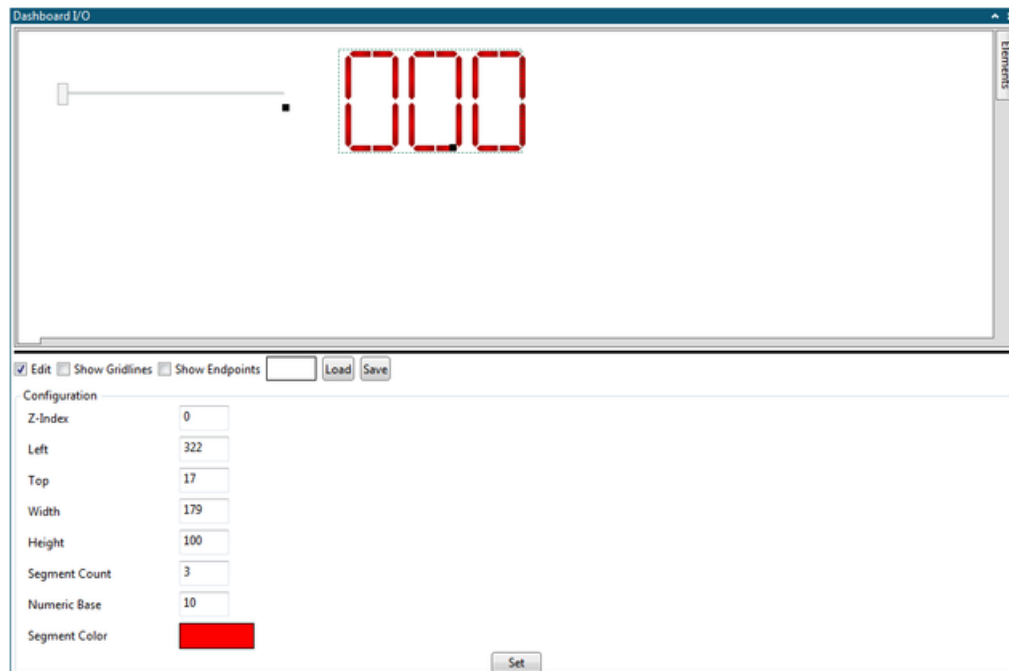 Dashboard I/O
Elements
000
Edit Show Gridlines Show Endpoints Load Save
Configuration
Z-Index 0
Left 322
Top 17
Width 179
Height 100
Segment Count 3
Numeric Base 10
Segment Color
Set